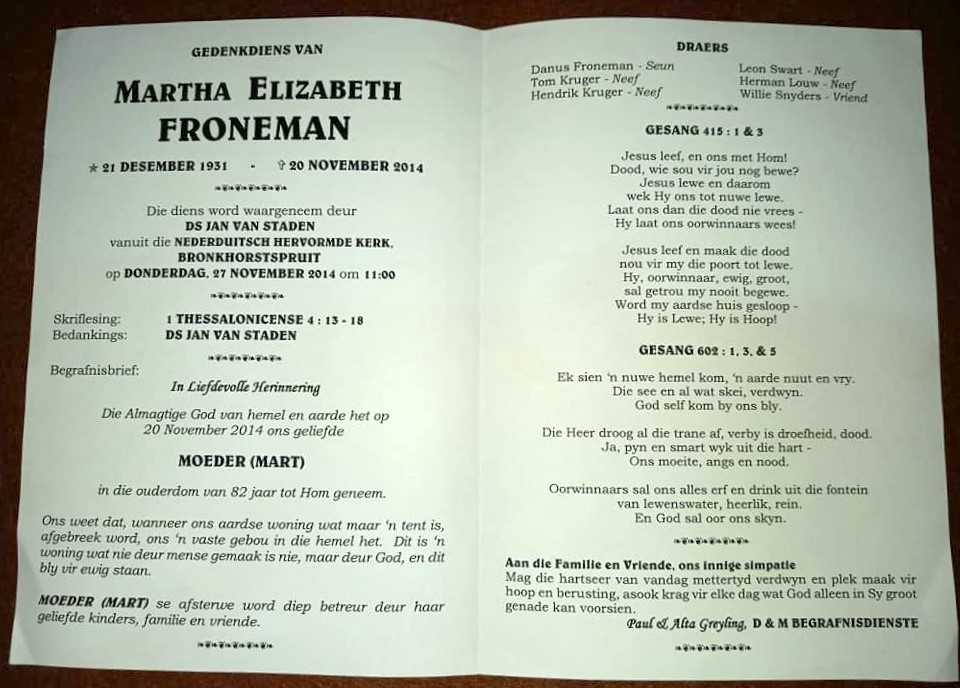 GEDENKDIENS VAN
MARTHA ELIZABETH
FRONEMAN
☆ 21 DESEMBER 1931 - ✞ 20 NOVEMBER 2014
Die diens word waargeneem deur
DS JAN VAN STADEN
vanuit die NEDERDUITSCH HERVORMDE KERK,
BRONKHORSTSPRUIT
op DONDERDAG, 27 NOVEMBER 2014 om 11:00
Skriflesing: 1 THESSALONICENSE 4 : 13 - 18
Bedankings: DS JAN VAN STADEN
Begrafnisbrief:
In Liefdevolle Herinnering
Die Almagtige God van hemel en aarde het op
20 November 2014 ons geliefde
MOEDER (MART)
in die ouderdom van 82 jaar tot Hom geneem.
Ons weet dat, wanneer ons aardse woning wat maar 'n tent is,
afgebreek word, ons 'n vaste gebou in die hemel het. Dit is 'n
woning wat nie deur mense gemaak is nie, maar deur God, en dit
bly vir ewig staan.
MOEDER (MART) se afsterwe word diep betreur deur haar
geliefde kinders, familie en vriende.
DRAERS
Danus Froneman - Seun
Tom Kruger - Neef
Hendrik Kruger - Neef
Leon Swart - Neef
Herman Louw - Neef
Willie Snyders - Vriend
GESANG 415 : 1 & 3
Jesus leef, en ons met Hom!
Dood, wie sou vir jou nog bewe?
Jesus lewe en daarom
wek Hy ons tot nuwe lewe.
Laat ons dan die dood nie vrees -
Hy laat ons oorwinnaars wees!
Jesus leef en maak die dood
nou vir my die poort tot lewe.
Hy, oorwinnaar, ewig, groot,
sal getrou my nooit begewe.
Word my aardse huis gesloop -
Hy is Lewe; Hy is Hoop!
GESANG 602 : 1, 3, & 5
Ek sien 'n nuwe hemel kom, 'n aarde nuut en vry.
Die see en al wat skei, verdwyn.
God self kom by ons bly.
Die Heer droog al die trane af, verby is droefheid, dood.
Ja, pyn en smart wyk uit die hart -
Ons moeite, angs en nood.
Oorwinnaars sal ons alles erf en drink uit die fontein
van lewenswater, heerlik, rein.
En God sal oor ons skyn.
Aan die Familie en Vriende, ons innige simpatie
Mag die hartseer van vandag mettertyd verdwyn en plek maak vir
hoop en berusting, asook krag vir elke dag wat God alleen in Sy groot
genade kan voorsien.
Paul & Alta Greyling, D & M BEGRAFNISDIENSTE